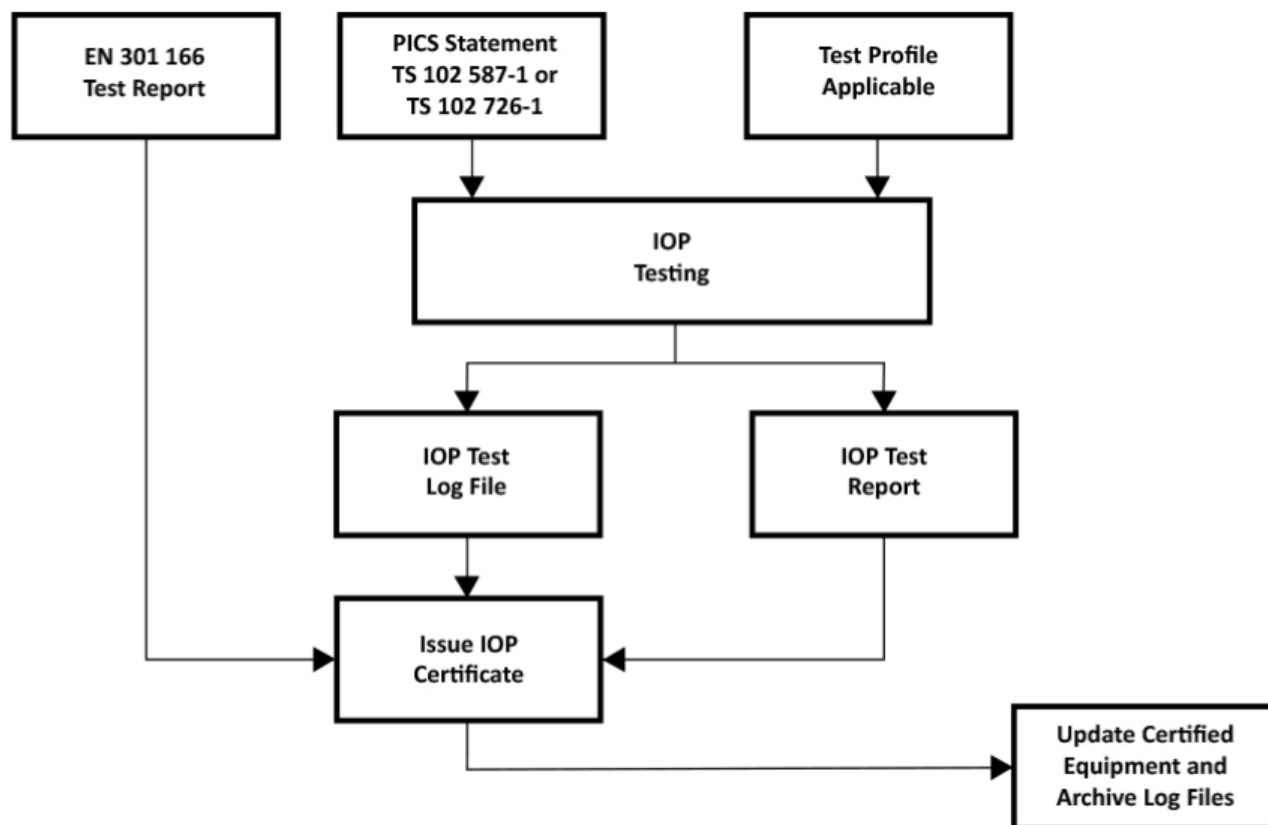 EN 301 166
Test Report
PICS Statement
TS 102 587-1 or
TS 102 726-1
Test Profile
Applicable
IOP
Testing
IOP Test
Log File
IOP Test
Report
Issue IOP
Certificate
Update Certified
Equipment and
Archive Log Files